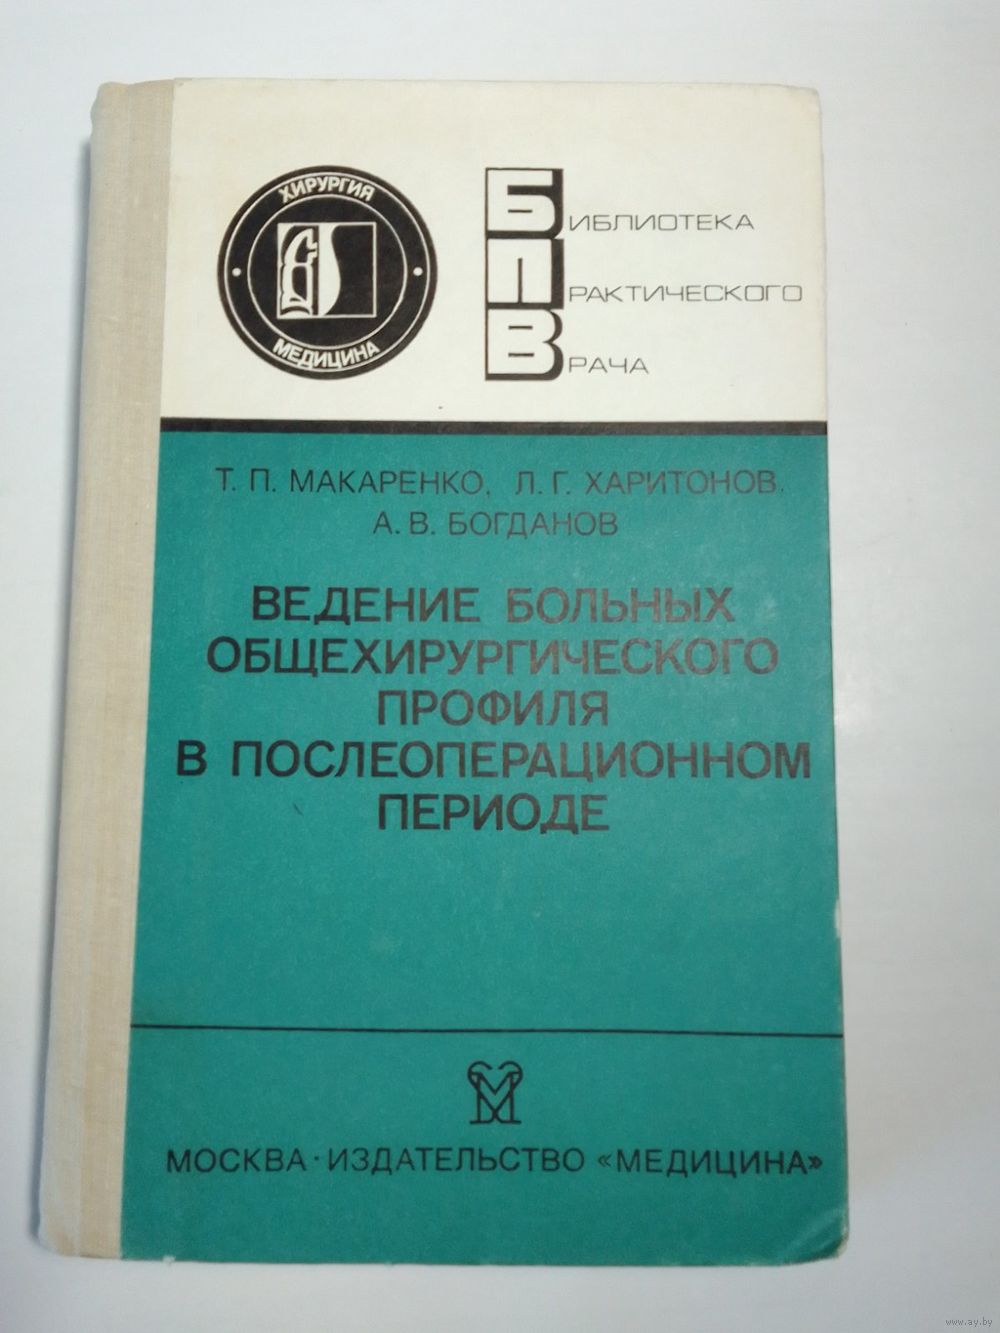 ХИРУРГИЯ
МЕДИЦИНА
БИБЛИОТЕКА
ПРАКТИЧЕСКОГО
ВРАЧА
Т. П. МАКАРЕНКО, Л. Г. ХАРИТОНОВ,
А. В. БОГДАНОВ
ВЕДЕНИЕ БОЛЬНЫХ
ОБЩЕХИРУРГИЧЕСКОГО
ПРОФИЛЯ
В ПОСЛЕОПЕРАЦИОННОМ
ПЕРИОДЕ
МОСКВА · ИЗДАТЕЛЬСТВО «МЕДИЦИНА»
www.ay.by